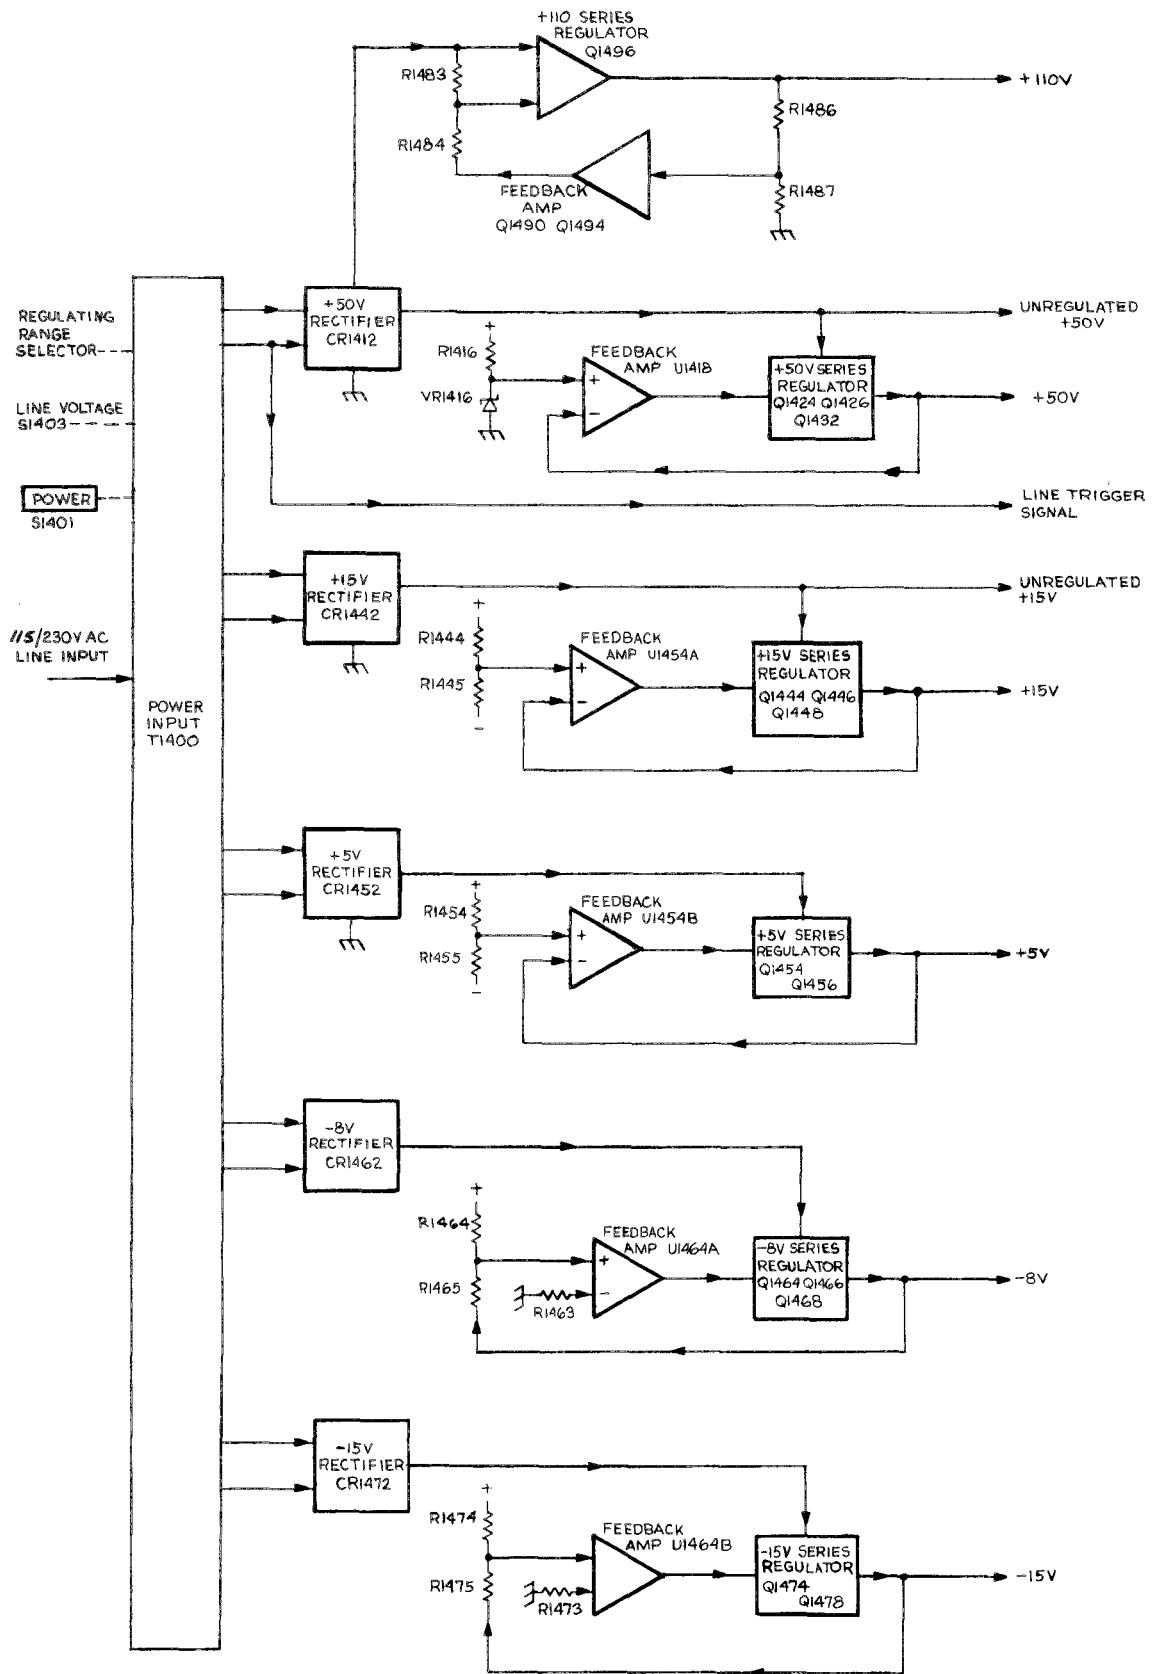 +110 SERIES
REGULATOR
Q1496
R1483
R1484
+110V
R1486
R1487
FEEDBACK
AMP
Q1490 Q1494
REGULATING
RANGE
SELECTOR
LINE VOLTAGE
S1403
POWER
S1401
115/230V AC
LINE INPUT
POWER
INPUT
T1400
+50V
RECTIFIER
CR1412
UNREGULATED
+50V
+
R1416
VR1416
FEEDBACK
AMP U1418
+
-
+50V SERIES
REGULATOR
Q1424 Q1426
Q1432
+50V
LINE TRIGGER
SIGNAL
+15V
RECTIFIER
CR1442
UNREGULATED
+15V
+
R1444
R1445
-
FEEDBACK
AMP U1454A
+
-
+15V SERIES
REGULATOR
Q1444 Q1446
Q1448
+15V
+5V
RECTIFIER
CR1452
+
R1454
R1455
-
FEEDBACK
AMP U1454B
+
-
+5V SERIES
REGULATOR
Q1454
Q1456
+5V
-8V
RECTIFIER
CR1462
+
R1464
R1465
FEEDBACK
AMP U1464A
+
-
R1463
-8V SERIES
REGULATOR
Q1464 Q1466
Q1468
-8V
-15V
RECTIFIER
CR1472
+
R1474
R1475
FEEDBACK
AMP U1464B
R1473
-15V SERIES
REGULATOR
Q1474
Q1478
-15V